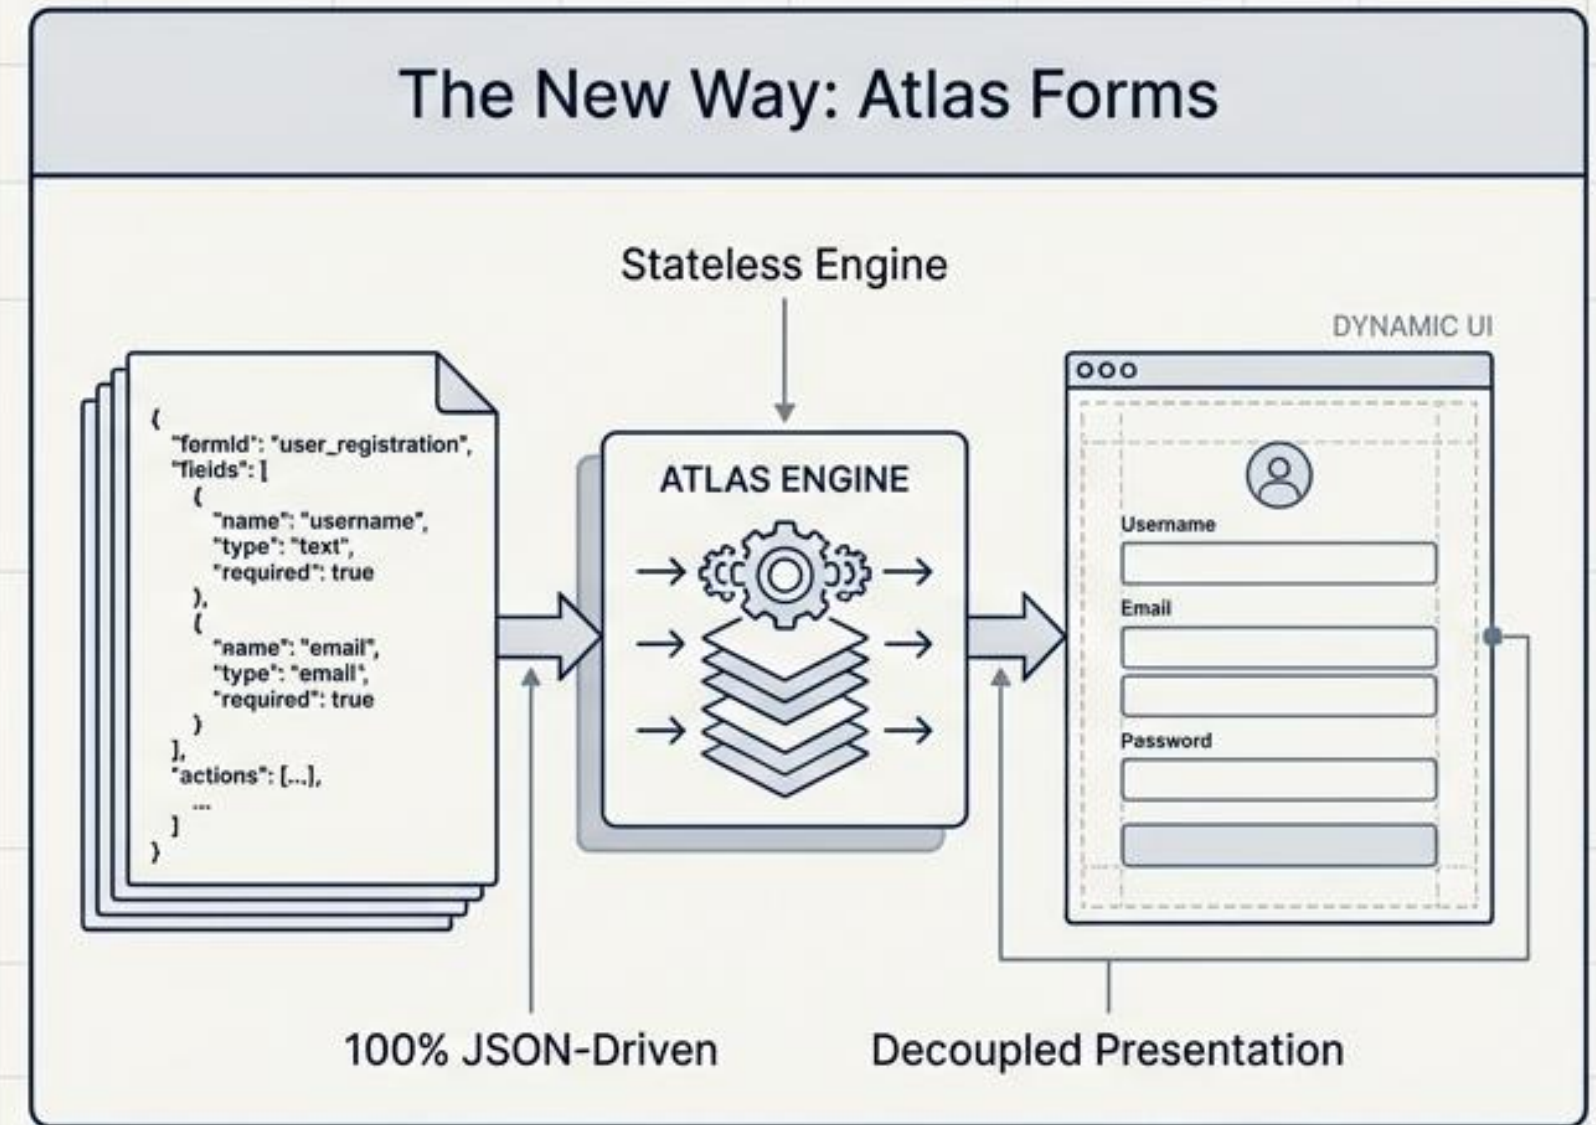 The New Way: Atlas Forms
Stateless Engine
DYNAMIC UI
{
"fermId": "user_registration",
"fields": [
{
"name": "username",
"type": "text",
"required": true
},
{
"name": "email",
"type": "email",
"required": true
}
],
"actions": [...],
...
]
}
ATLAS ENGINE
Username
Email
Password
100% JSON-Driven
Decoupled Presentation